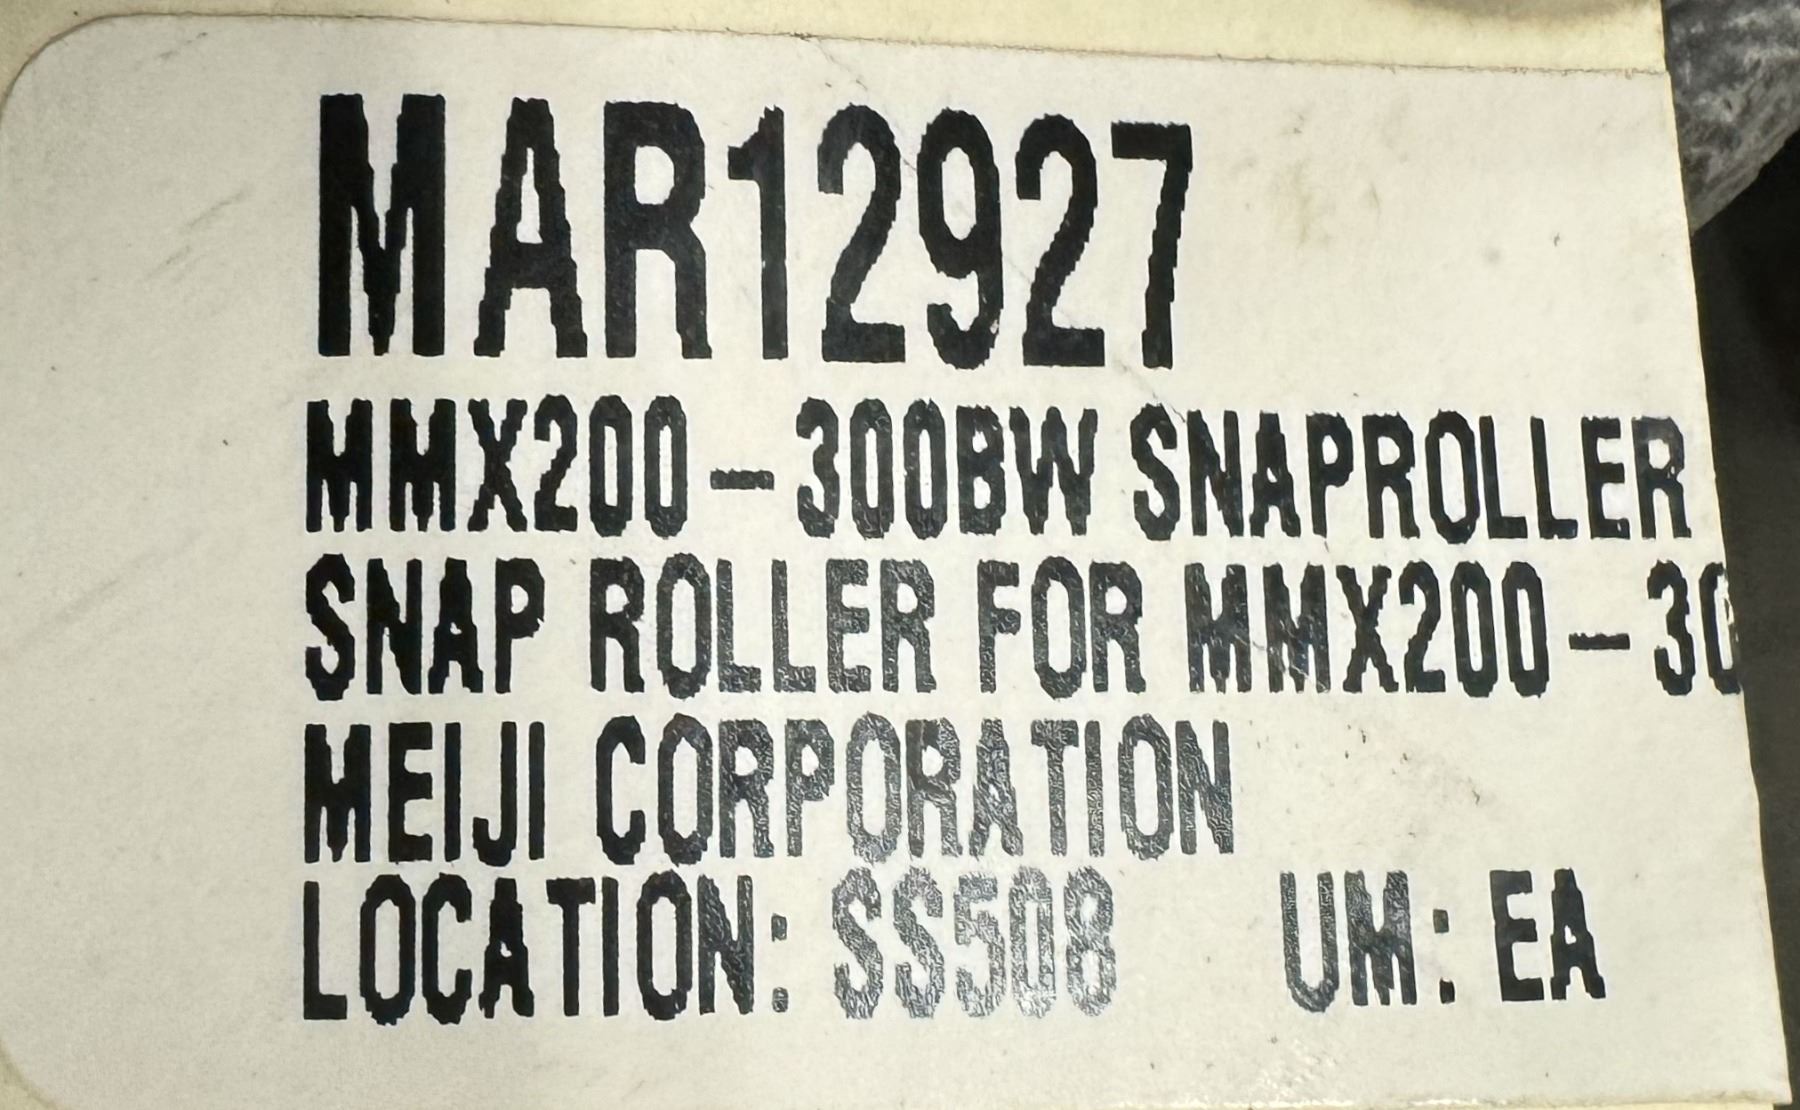 MAR12927
MMX200-300BW SNAPROLLER
SNAP ROLLER FOR MMX200-30
MEIJI CORPORATION
LOCATION: SS508 UM: EA